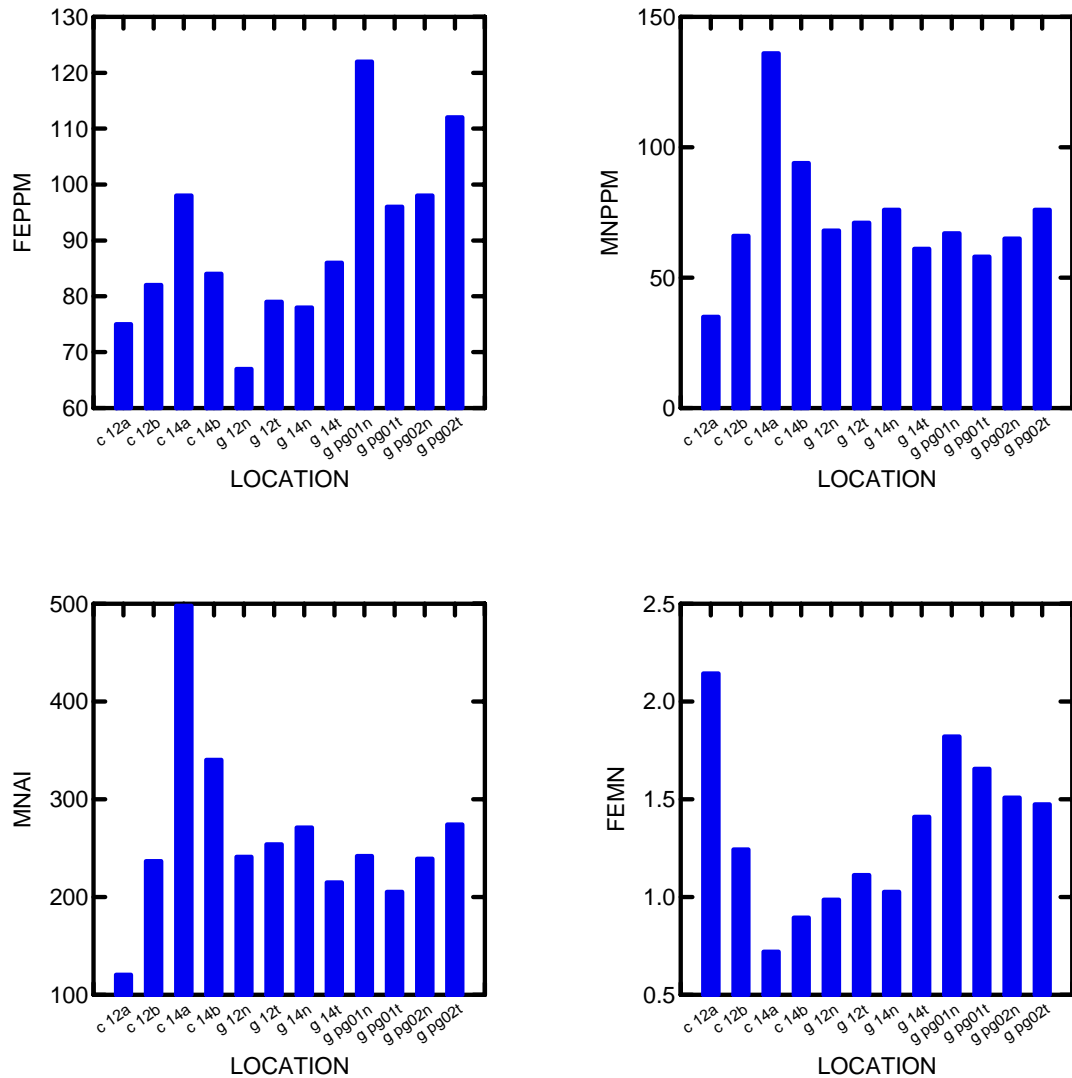 FEPPM
130
120
110
100
90
80
70
60
c 12a
c 12b
c 14a
c 14b
g 12n
g 12t
g 14n
g 14t
g pg01n
g pg01t
g pg02n
g pg02t
LOCATION
MNPPM
150
100
50
0
c 12a
c 12b
c 14a
c 14b
g 12n
g 12t
g 14n
g 14t
g pg01n
g pg01t
g pg02n
g pg02t
LOCATION
MNAI
500
400
300
200
100
c 12a
c 12b
c 14a
c 14b
g 12n
g 12t
g 14n
g 14t
g pg01n
g pg01t
g pg02n
g pg02t
LOCATION
FEMN
2.5
2.0
1.5
1.0
0.5
c 12a
c 12b
c 14a
c 14b
g 12n
g 12t
g 14n
g 14t
g pg01n
g pg01t
g pg02n
g pg02t
LOCATION